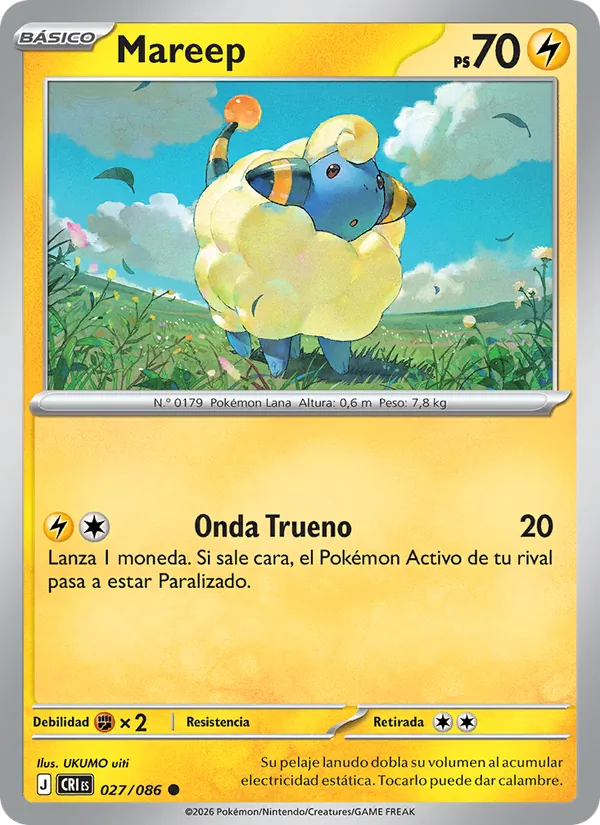 BÁSICO
Mareep
PS 70
N.º 0179 Pokémon Lana Altura: 0,6 m Peso: 7,8 kg
Onda Trueno 20
Lanza 1 moneda. Si sale cara, el Pokémon Activo de tu rival
pasa a estar Paralizado.
Debilidad ×2 Resistencia Retirada
Ilus. UKUMO uiti
Su pelaje lanudo dobla su volumen al acumular
electricidad estática. Tocarlo puede dar calambre.
J CRI ES 027/086
©2026 Pokémon/Nintendo/Creatures/GAME FREAK